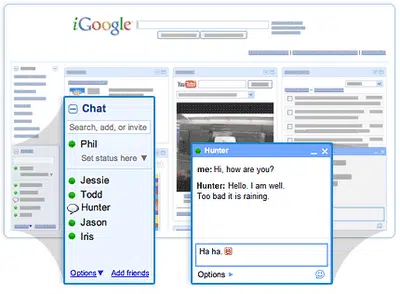 iGoogle
YouTube
Chat
Search, add, or invite
Phil
Set status here
Jessie
Todd
Hunter
Jason
Iris
Options
Add friends
Hunter
me: Hi, how are you?
Hunter: Hello. I am well.
Too bad it is raining.
Ha ha.
Options